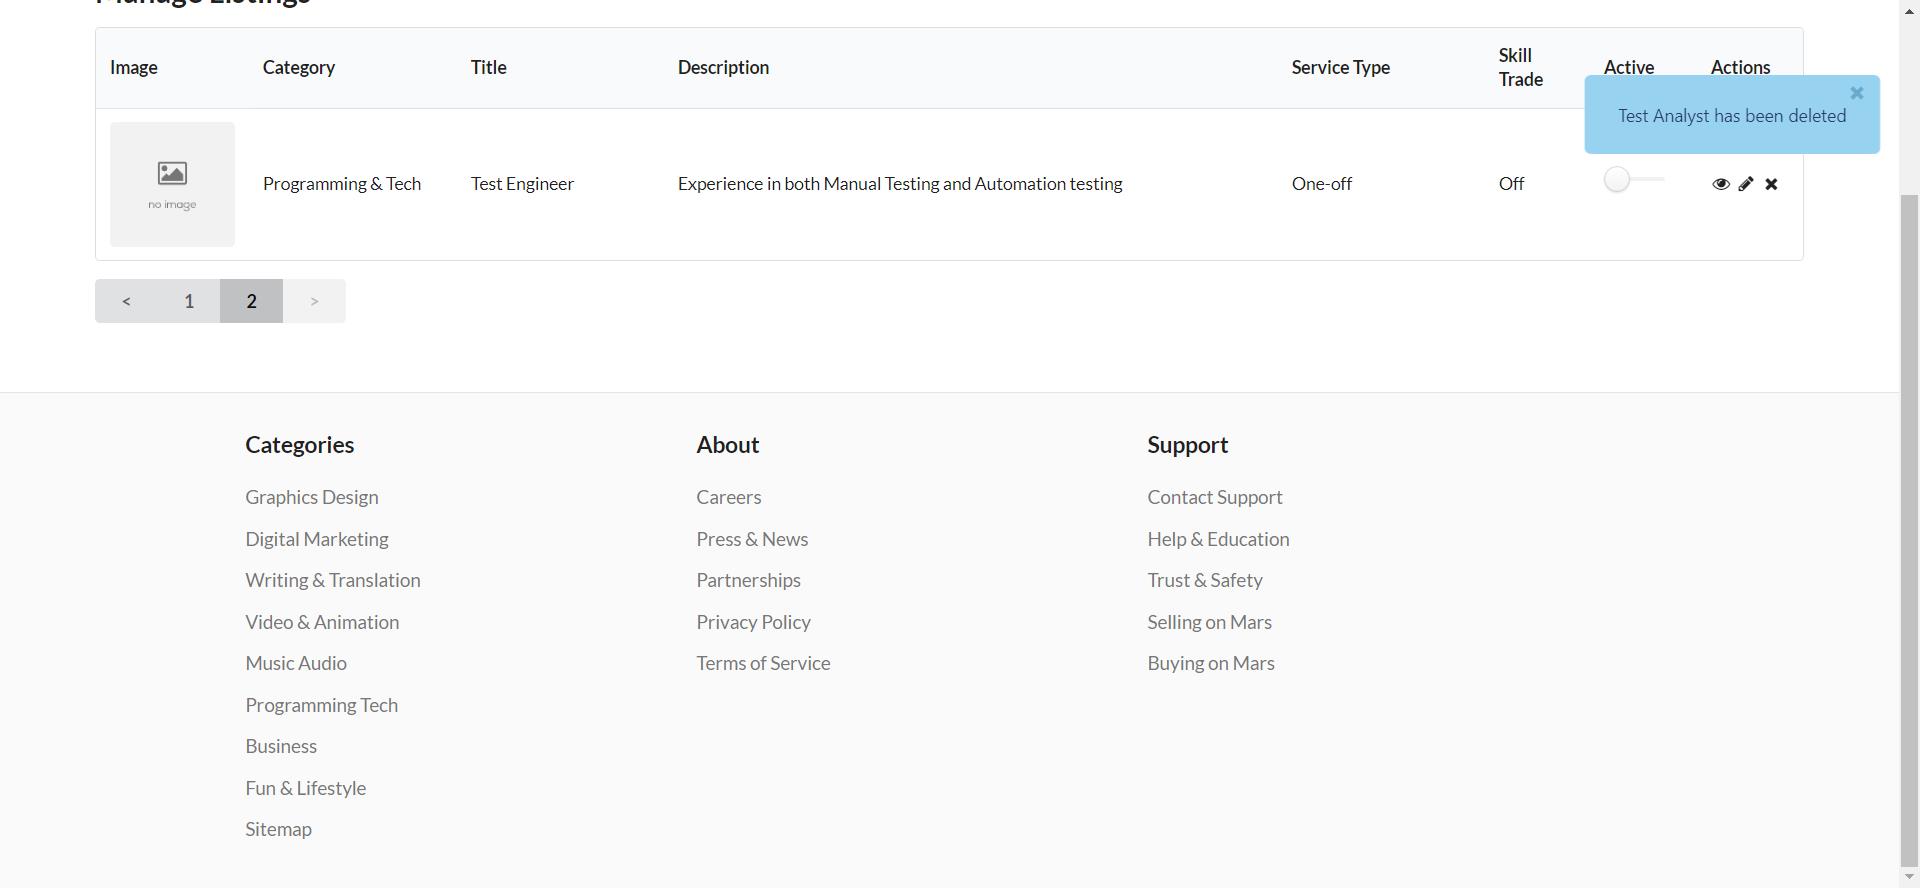 Manage Listings
Image Category Title Description Service Type Skill Trade Active Actions
Test Analyst has been deleted
no image
Programming & Tech Test Engineer Experience in both Manual Testing and Automation testing One-off Off
< 1 2 >
Categories
Graphics Design
Digital Marketing
Writing & Translation
Video & Animation
Music Audio
Programming Tech
Business
Fun & Lifestyle
Sitemap
About
Careers
Press & News
Partnerships
Privacy Policy
Terms of Service
Support
Contact Support
Help & Education
Trust & Safety
Selling on Mars
Buying on Mars